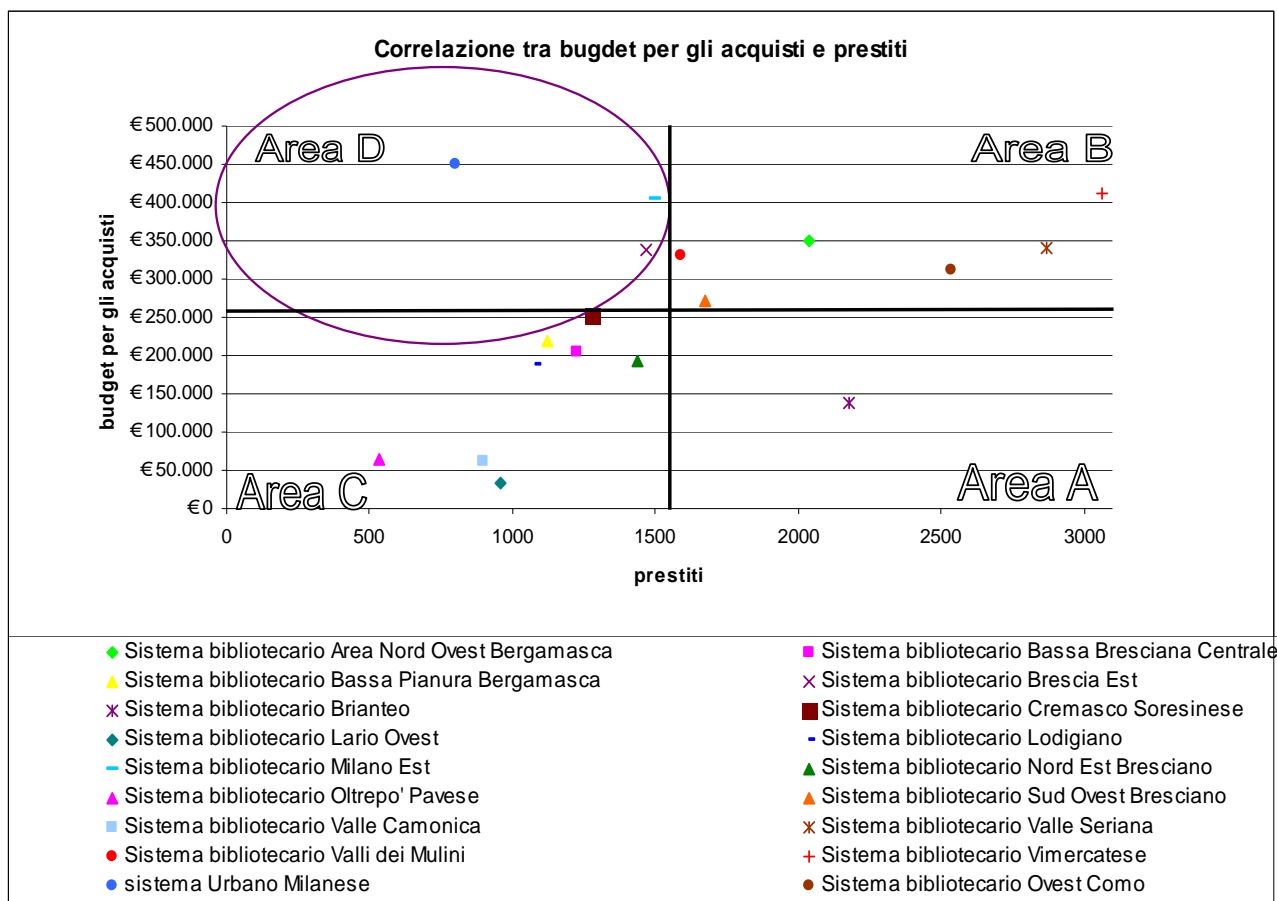 Correlazione tra bugdet per gli acquisti e prestiti
€ 500.000
€ 450.000
€ 400.000
€ 350.000
€ 300.000
€ 250.000
€ 200.000
€ 150.000
€ 100.000
€ 50.000
€ 0
budget per gli acquisti
Area D
Area B
Area C
Area A
0 500 1000 1500 2000 2500 3000
prestiti
Sistema bibliotecario Area Nord Ovest Bergamasca
Sistema bibliotecario Bassa Bresciana Centrale
Sistema bibliotecario Bassa Pianura Bergamasca
Sistema bibliotecario Brescia Est
Sistema bibliotecario Brianteo
Sistema bibliotecario Cremasco Soresinese
Sistema bibliotecario Lario Ovest
Sistema bibliotecario Lodigiano
Sistema bibliotecario Milano Est
Sistema bibliotecario Nord Est Bresciano
Sistema bibliotecario Oltrepo' Pavese
Sistema bibliotecario Sud Ovest Bresciano
Sistema bibliotecario Valle Camonica
Sistema bibliotecario Valle Seriana
Sistema bibliotecario Valli dei Mulini
Sistema bibliotecario Vimercatese
sistema Urbano Milanese
Sistema bibliotecario Ovest Como